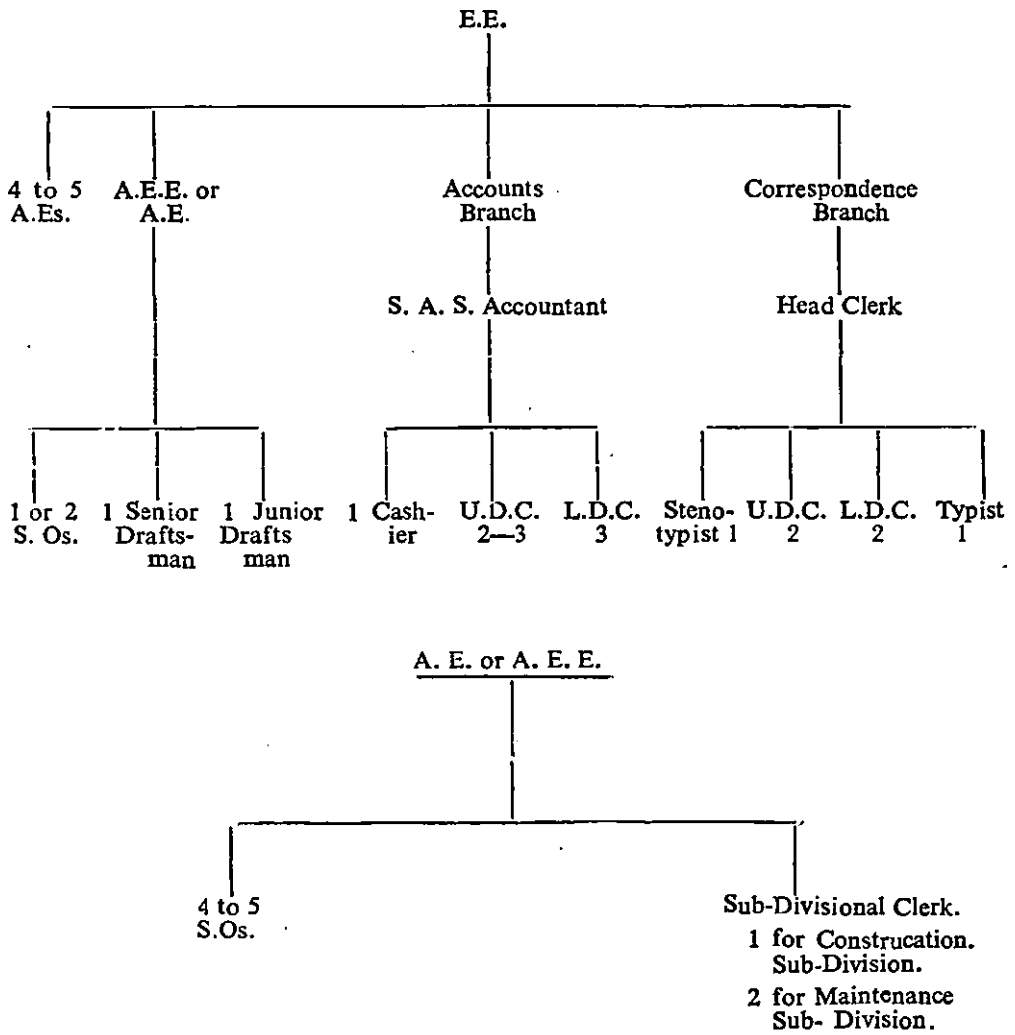 E.E.
4 to 5
A.Es.
A.E.E. or
A.E.
Accounts
Branch
Correspondence
Branch
S. A. S. Accountant
Head Clerk
1 or 2
S. Os.
1 Senior
Drafts-
man
1 Junior
Drafts
man
1 Cash-
ier
U.D.C.
2—3
L.D.C.
3
Steno-
typist 1
U.D.C.
2
L.D.C.
2
Typist
1
A. E. or A. E. E.
4 to 5
S.Os.
Sub-Divisional Clerk.
1 for Construcation.
Sub-Division.
2 for Maintenance
Sub- Division.